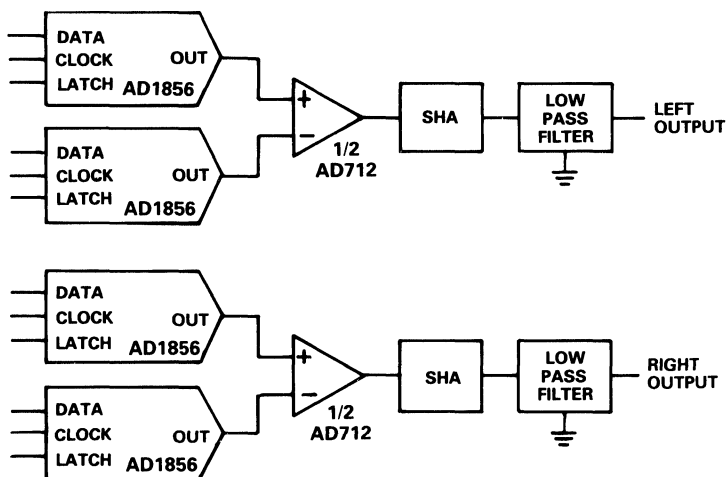 DATA
CLOCK
LATCH
OUT
AD1856
DATA
CLOCK
LATCH
OUT
AD1856
+
−
1/2
AD712
SHA
LOW
PASS
FILTER
LEFT
OUTPUT
DATA
CLOCK
LATCH
OUT
AD1856
DATA
CLOCK
LATCH
OUT
AD1856
+
−
1/2
AD712
SHA
LOW
PASS
FILTER
RIGHT
OUTPUT